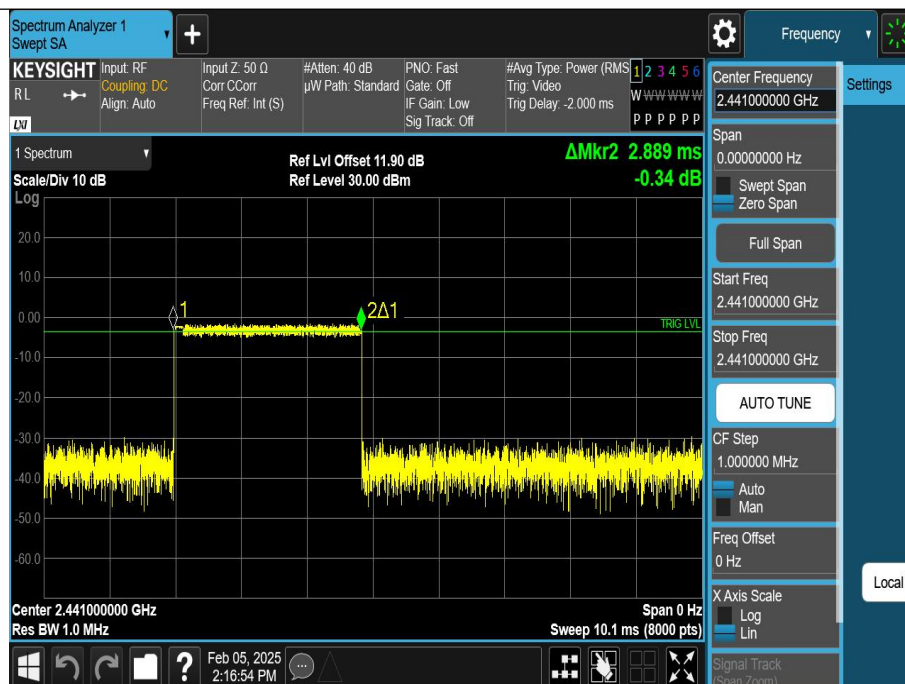 Spectrum Analyzer 1
Swept SA
Frequency
KEYSIGHT
R L
LXI
Input: RF
Coupling: DC
Align: Auto
Input Z: 50 Ω
Corr CCorr
Freq Ref: Int (S)
#Atten: 40 dB
µW Path: Standard
PNO: Fast
Gate: Off
IF Gain: Low
Sig Track: Off
#Avg Type: Power (RMS
Trig: Video
Trig Delay: -2.000 ms
1 2 3 4 5 6
W W W W W W
P P P P P P
1 Spectrum
Scale/Div 10 dB
Log
Ref Lvl Offset 11.90 dB
Ref Level 30.00 dBm
ΔMkr2 2.889 ms
-0.34 dB
20.0
10.0
0.00
-10.0
-20.0
-30.0
-40.0
-50.0
-60.0
1
2Δ1
TRIG LVL
Center 2.441000000 GHz
Res BW 1.0 MHz
Span 0 Hz
Sweep 10.1 ms (8000 pts)
Feb 05, 2025
2:16:54 PM
Center Frequency
2.441000000 GHz
Span
0.00000000 Hz
Swept Span
Zero Span
Full Span
Start Freq
2.441000000 GHz
Stop Freq
2.441000000 GHz
AUTO TUNE
CF Step
1.000000 MHz
Auto
Man
Freq Offset
0 Hz
X Axis Scale
Log
Lin
Signal Track
(Span Zoom)
Settings
Local